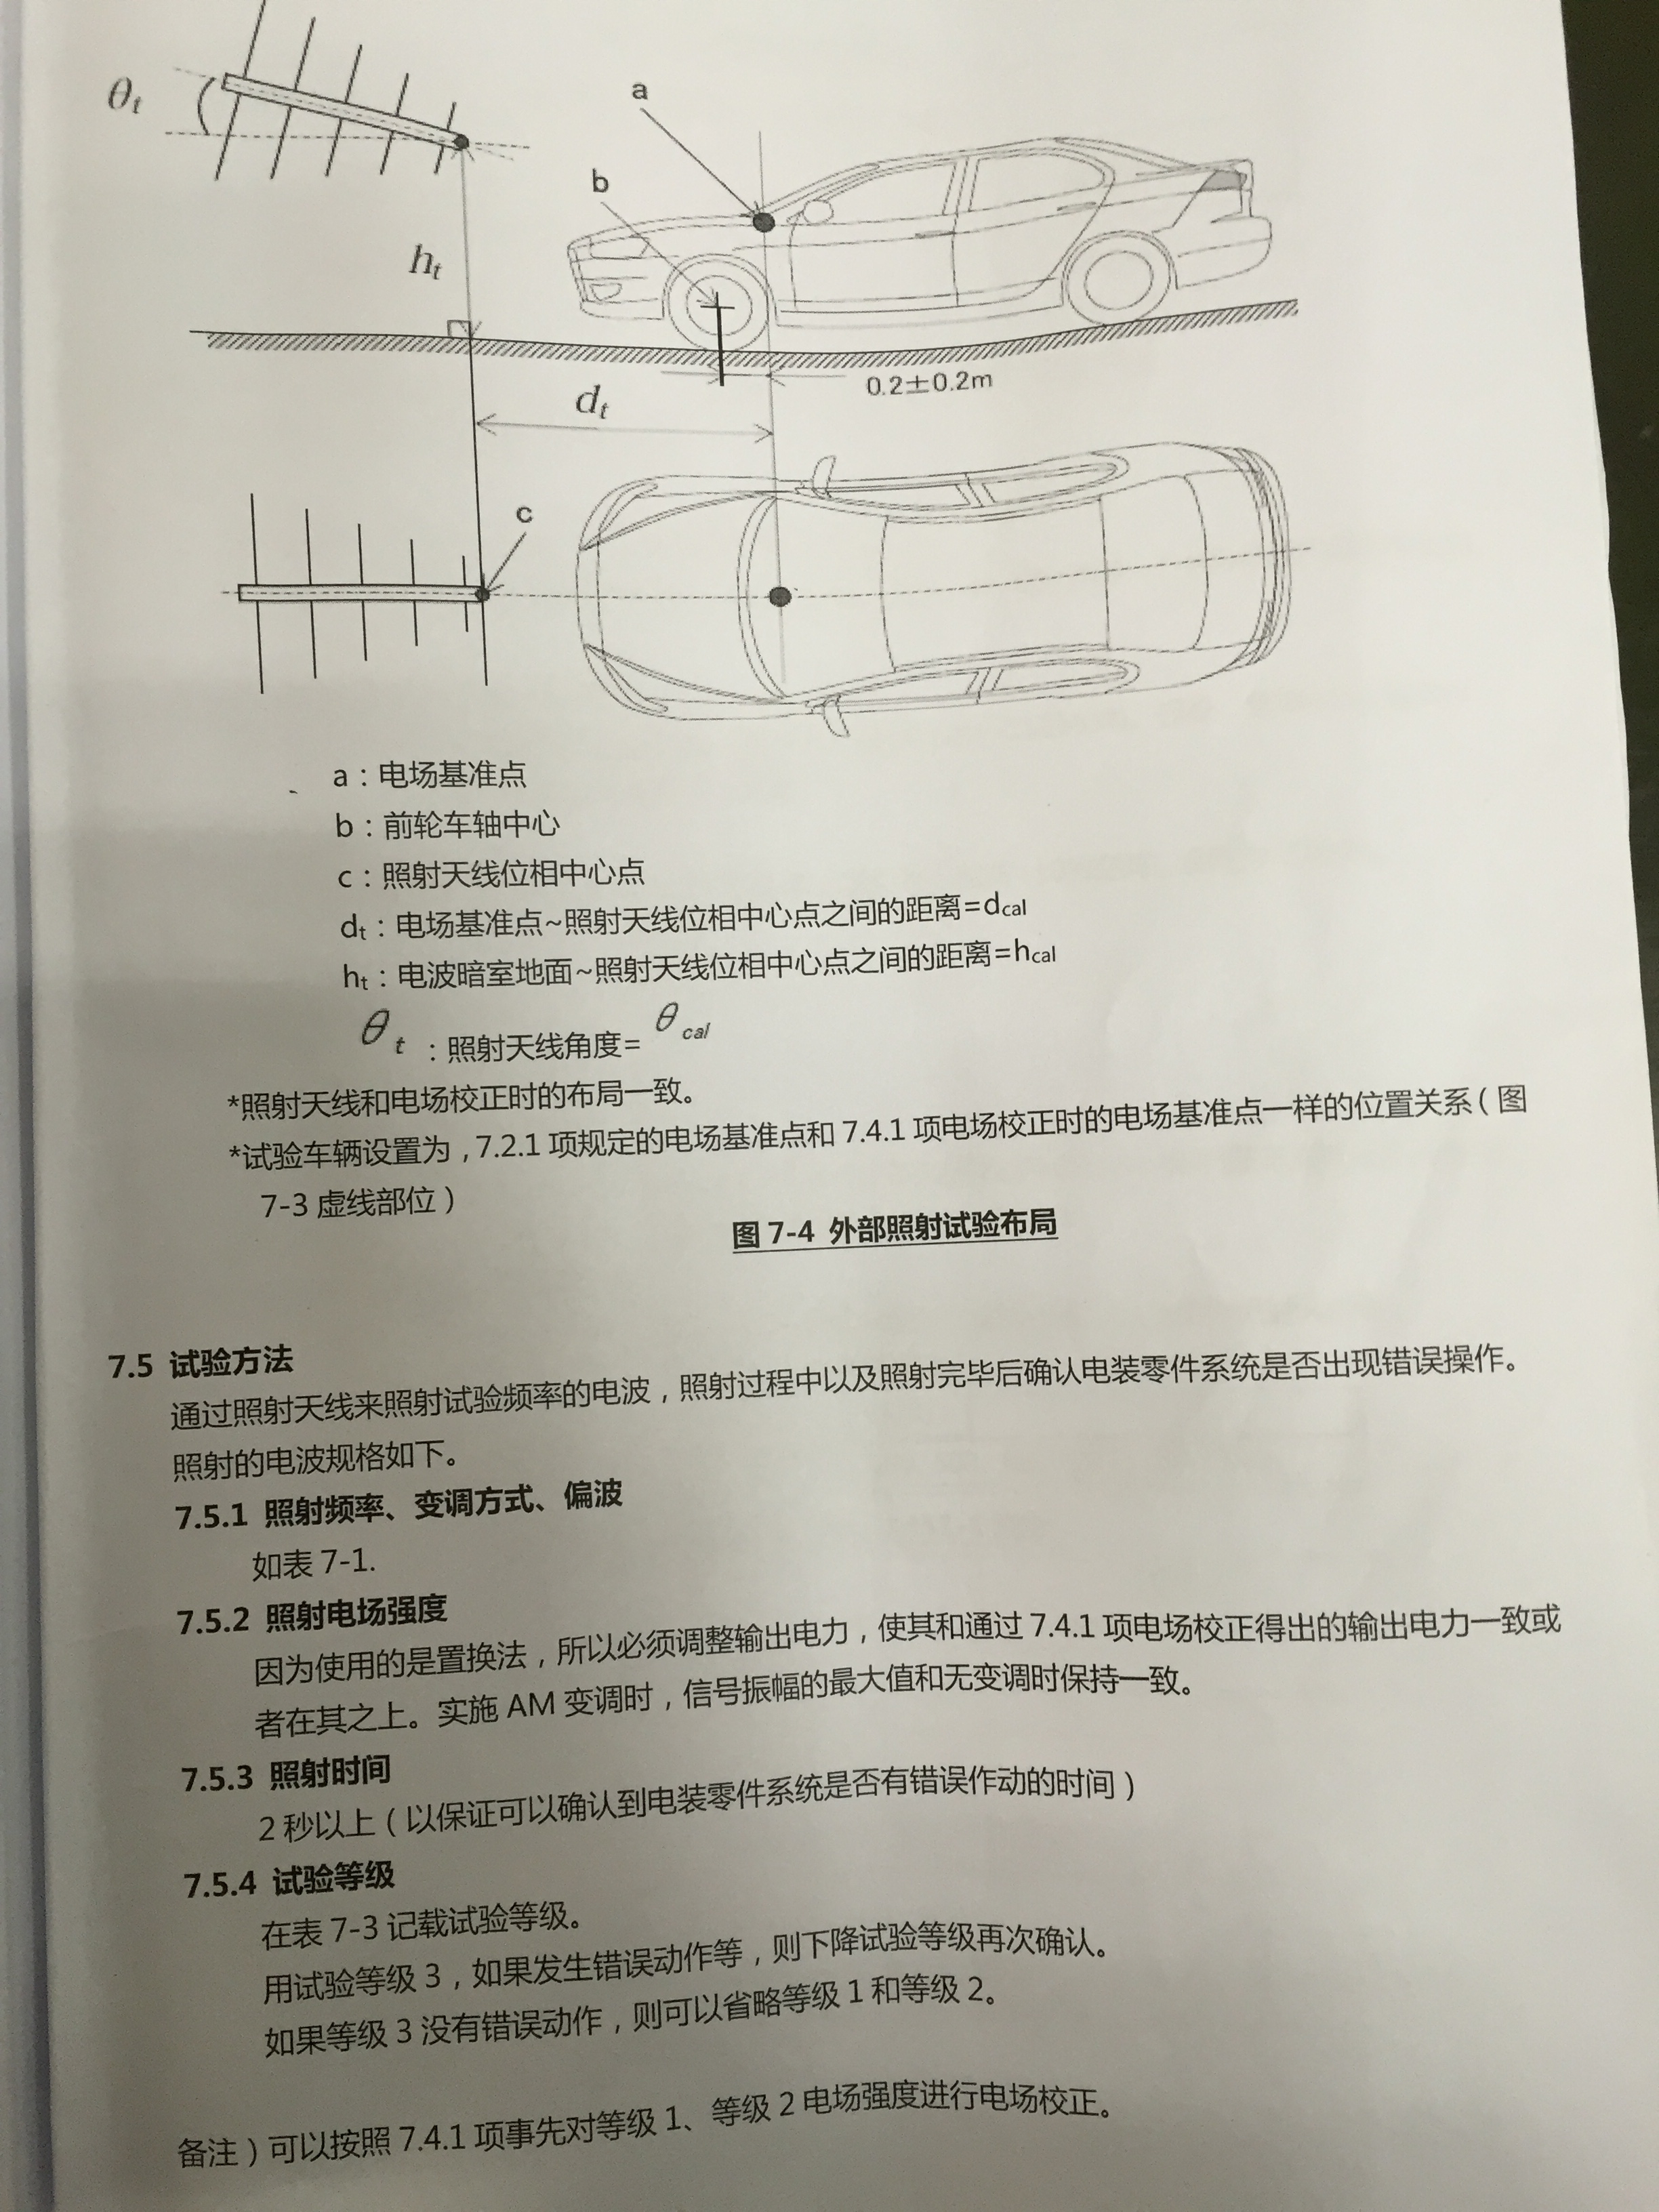 θt
a
b
ht
0.2±0.2m
dt
c
a：电场基准点
b：前轮车轴中心
c：照射天线位相中心点
dt：电场基准点~照射天线位相中心点之间的距离=dcal
ht：电波暗室地面~照射天线位相中心点之间的距离=hcal
θt：照射天线角度=θcal
*照射天线和电场校正时的布局一致。
*试验车辆设置为，7.2.1 项规定的电场基准点和 7.4.1 项电场校正时的电场基准点一样的位置关系（图
7-3 虚线部位）
图 7-4 外部照射试验布局
7.5 试验方法
通过照射天线来照射试验频率的电波，照射过程中以及照射完毕后确认电装零件系统是否出现错误操作。
照射的电波规格如下。
7.5.1 照射频率、变调方式、偏波
如表 7-1.
7.5.2 照射电场强度
因为使用的是置换法，所以必须调整输出电力，使其和通过 7.4.1 项电场校正得出的输出电力一致或
者在其之上。实施 AM 变调时，信号振幅的最大值和无变调时保持一致。
7.5.3 照射时间
2 秒以上（以保证可以确认到电装零件系统是否有错误作动的时间）
7.5.4 试验等级
在表 7-3 记载试验等级。
用试验等级 3，如果发生错误动作等，则下降试验等级再次确认。
如果等级 3 没有错误动作，则可以省略等级 1 和等级 2。
备注）可以按照 7.4.1 项事先对等级 1、等级 2 电场强度进行电场校正。